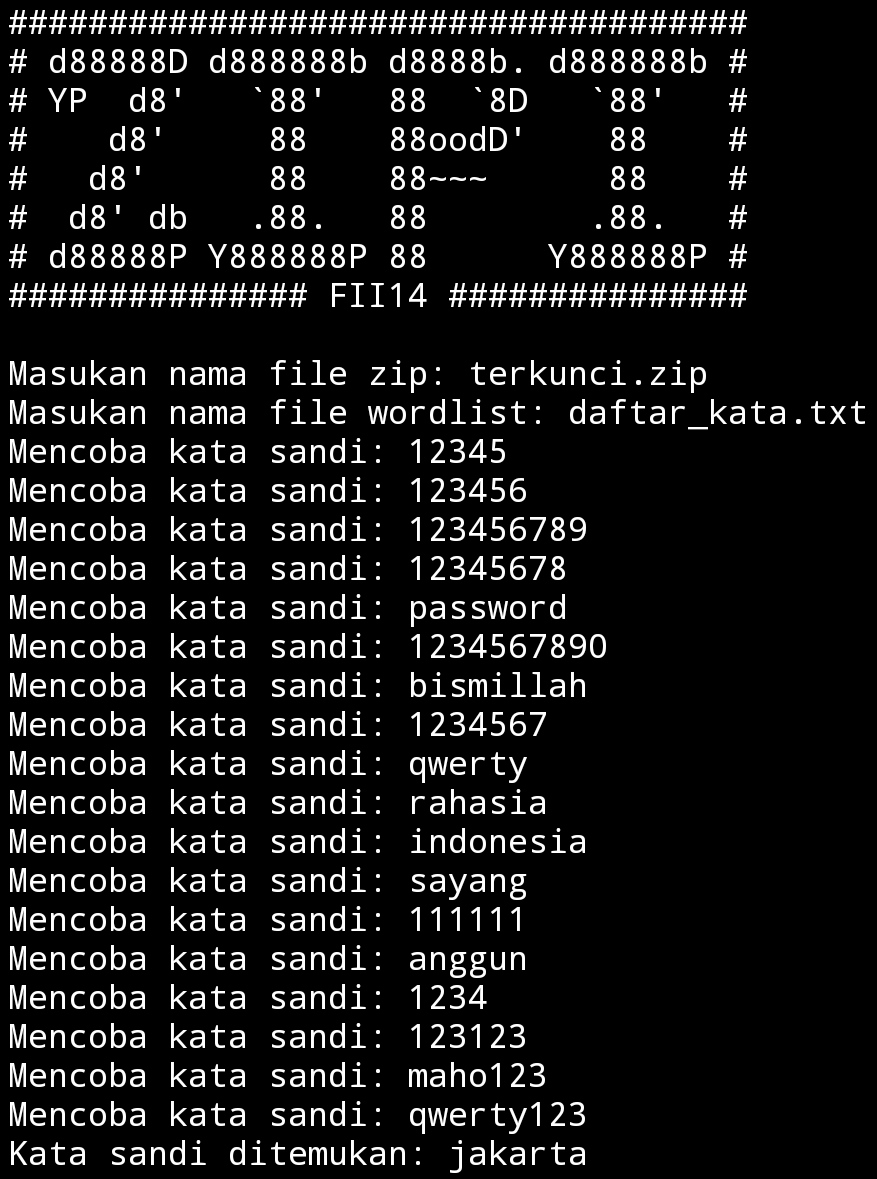 #####################################
# d88888D d888888b d8888b. d888888b #
# YP  d8'   `88'   88  `8D   `88'   #
#    d8'     88    88oodD'    88    #
#   d8'      88    88~~~      88    #
#  d8' db   .88.   88        .88.   #
# d88888P Y888888P 88      Y888888P #
############### FII14 ###############

Masukan nama file zip: terkunci.zip
Masukan nama file wordlist: daftar_kata.txt
Mencoba kata sandi: 12345
Mencoba kata sandi: 123456
Mencoba kata sandi: 123456789
Mencoba kata sandi: 12345678
Mencoba kata sandi: password
Mencoba kata sandi: 1234567890
Mencoba kata sandi: bismillah
Mencoba kata sandi: 1234567
Mencoba kata sandi: qwerty
Mencoba kata sandi: rahasia
Mencoba kata sandi: indonesia
Mencoba kata sandi: sayang
Mencoba kata sandi: 111111
Mencoba kata sandi: anggun
Mencoba kata sandi: 1234
Mencoba kata sandi: 123123
Mencoba kata sandi: maho123
Mencoba kata sandi: qwerty123
Kata sandi ditemukan: jakarta